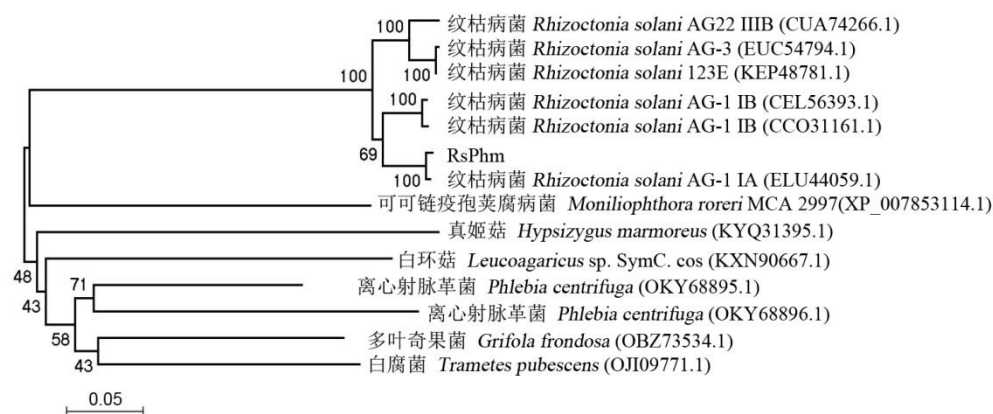 纹枯病菌 Rhizoctonia solani AG22 IIIB (CUA74266.1)
纹枯病菌 Rhizoctonia solani AG-3 (EUC54794.1)
纹枯病菌 Rhizoctonia solani 123E (KEP48781.1)
纹枯病菌 Rhizoctonia solani AG-1 IB (CEL56393.1)
纹枯病菌 Rhizoctonia solani AG-1 IB (CCO31161.1)
RsPhm
纹枯病菌 Rhizoctonia solani AG-1 IA (ELU44059.1)
可可链疫孢荚腐病菌 Moniliophthora roreri MCA 2997(XP_007853114.1)
真姬菇 Hypsizygus marmoreus (KYQ31395.1)
白环菇 Leucoagaricus sp. SymC. cos (KXN90667.1)
离心射脉革菌 Phlebia centrifuga (OKY68895.1)
离心射脉革菌 Phlebia centrifuga (OKY68896.1)
多叶奇果菌 Grifola frondosa (OBZ73534.1)
白腐菌 Trametes pubescens (OJI09771.1)
100
100
100
100
69
100
48
43
71
58
43
0.05